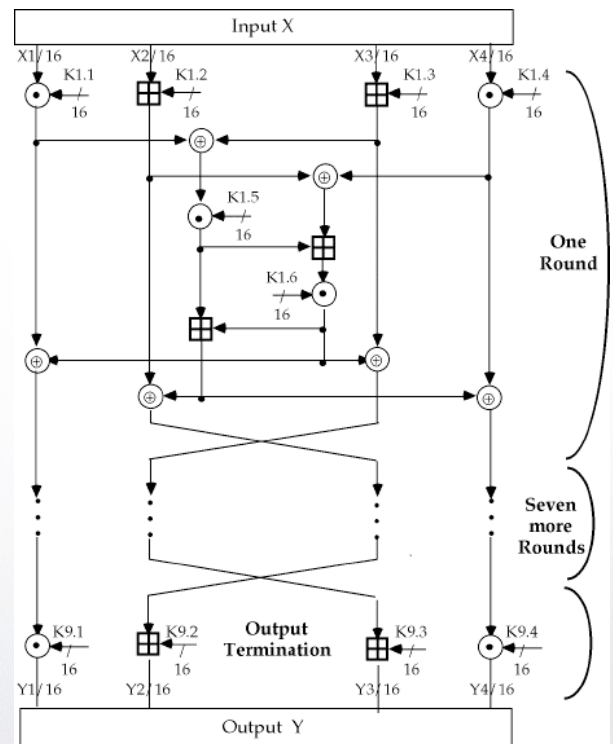 Input X
X1/ 16 X2/ 16 X3/ 16 X4/ 16
K1.1 K1.2 K1.3 K1.4
16 16 16 16
K1.5
16
One
Round
K1.6
16
Seven
more
Rounds
K9.1 K9.2 Output K9.3 K9.4
Termination
16 16 16 16
Y1/ 16 Y2/ 16 Y3/ 16 Y4/ 16
Output Y